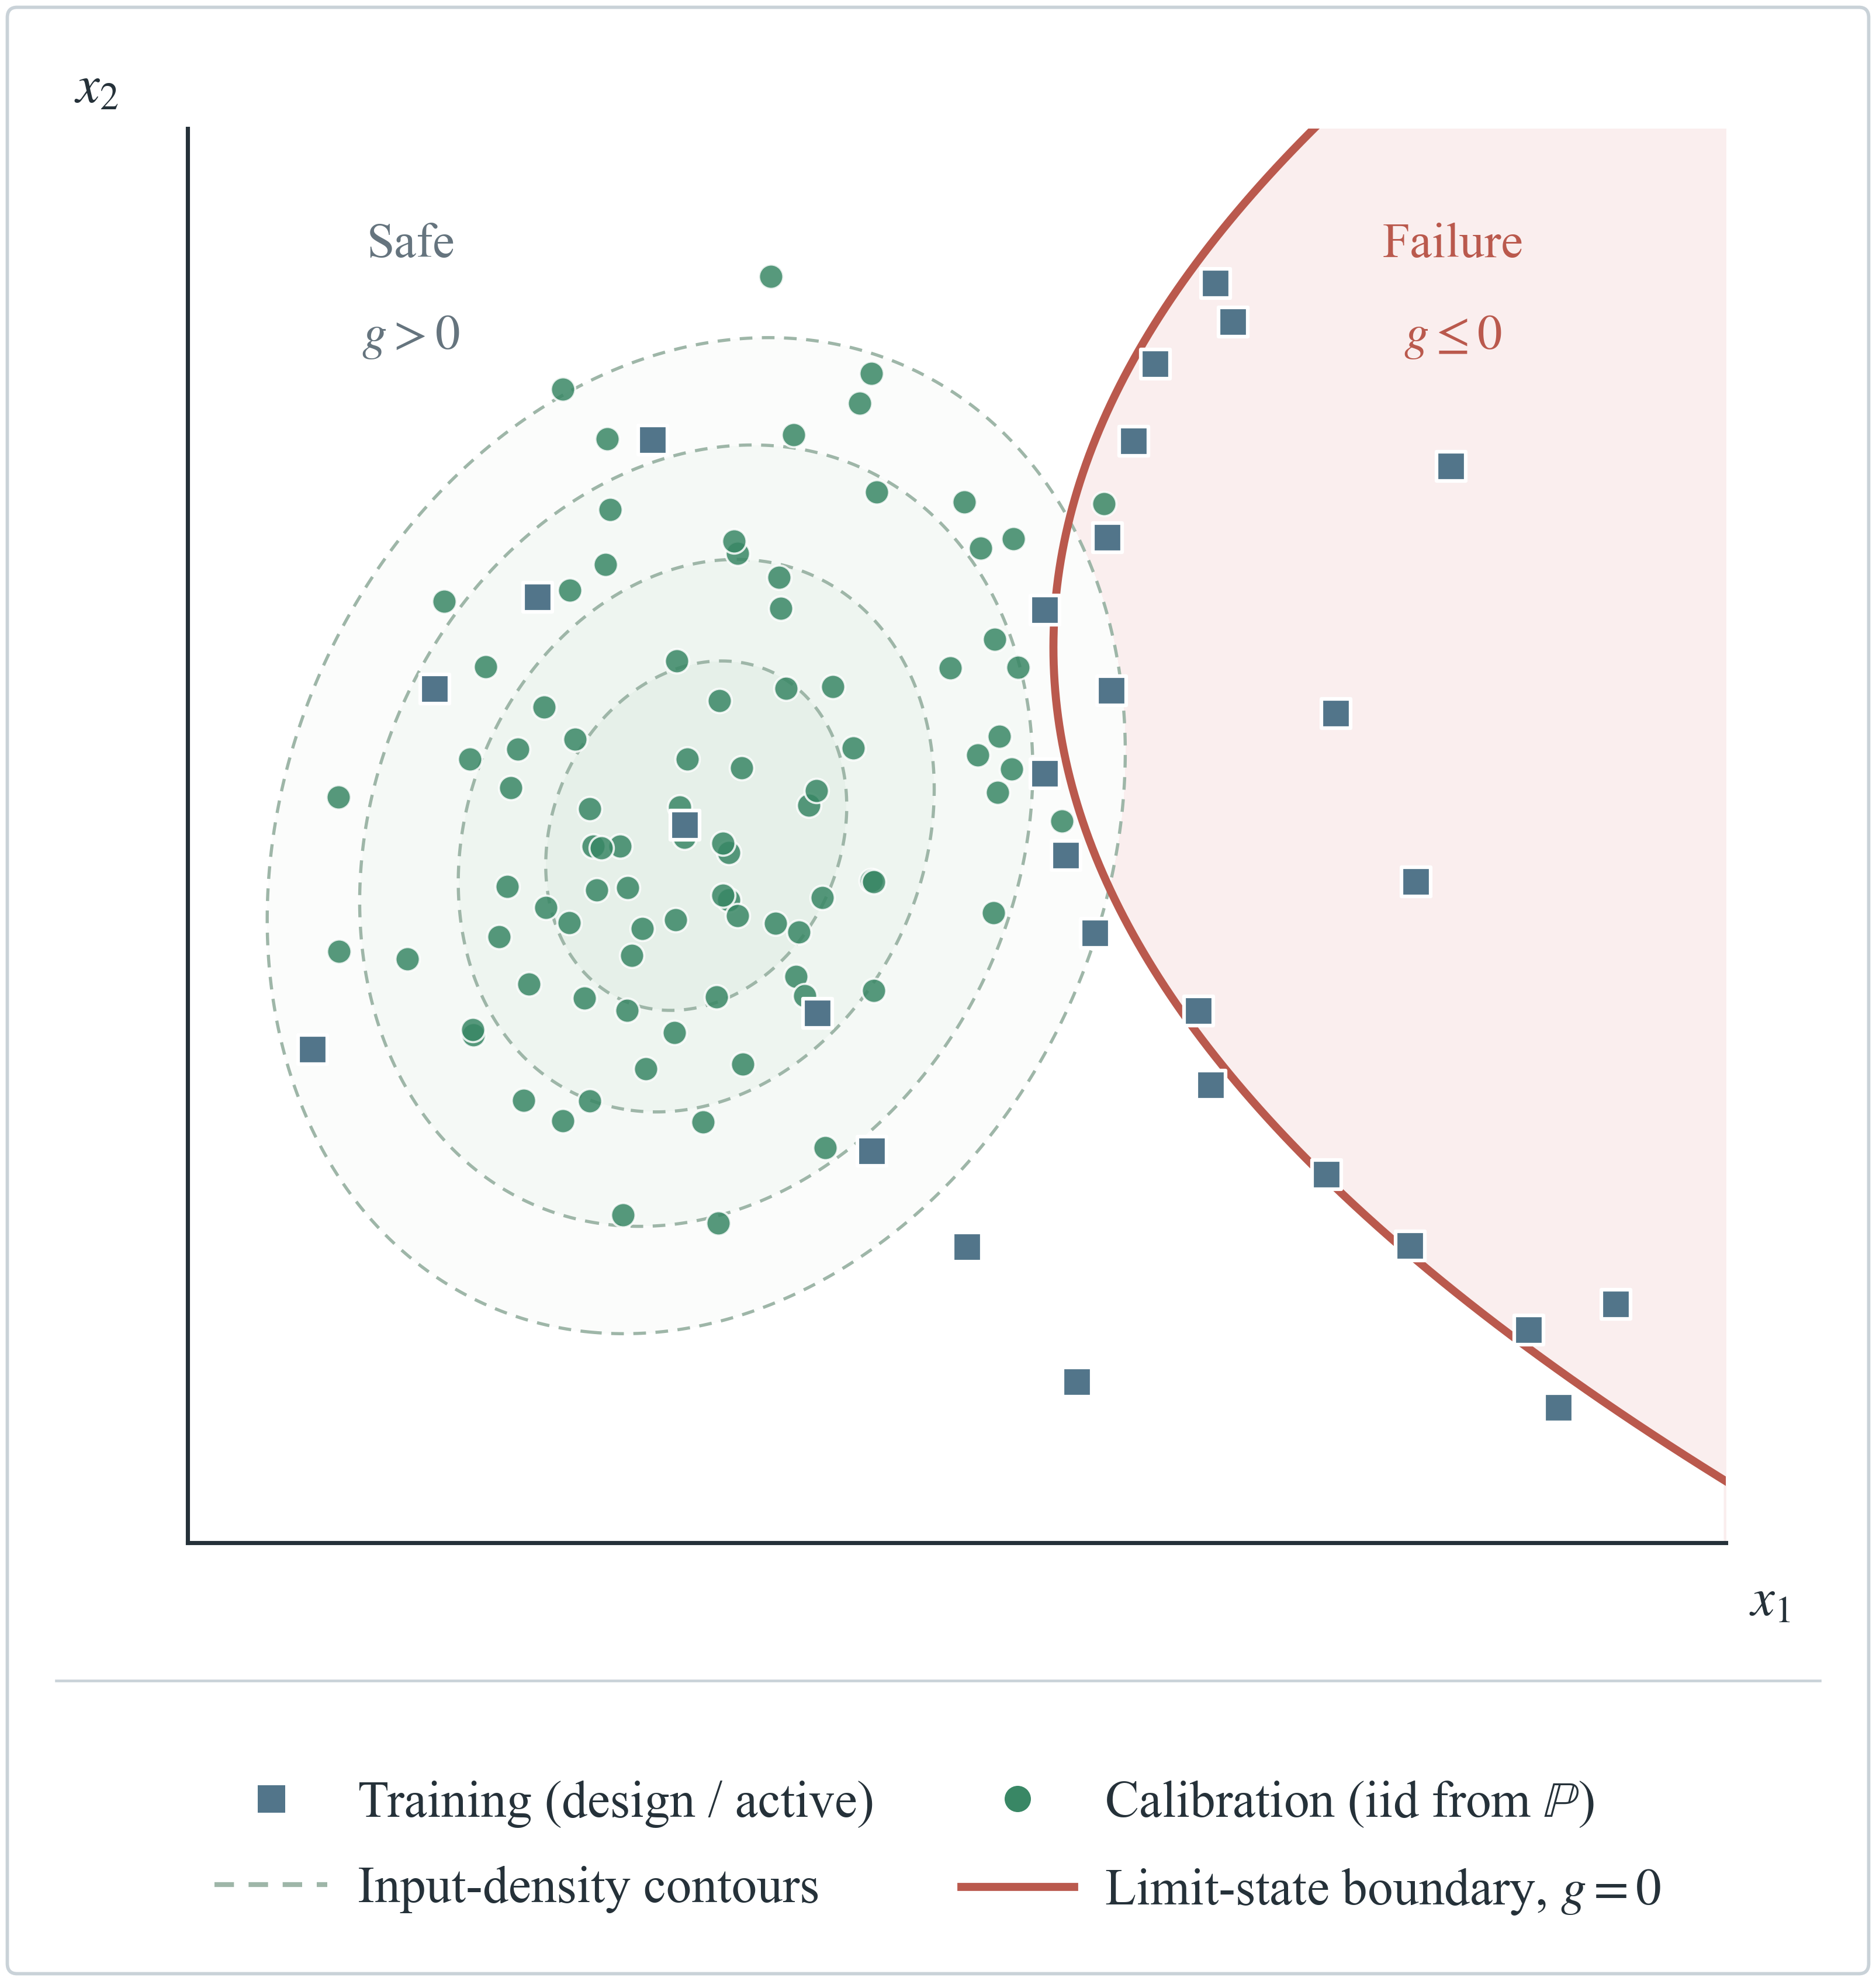 x₂
Safe
g > 0
Failure
g ≤ 0
x₁
Training (design / active)
Calibration (iid from ℙ)
Input-density contours
Limit-state boundary, g = 0